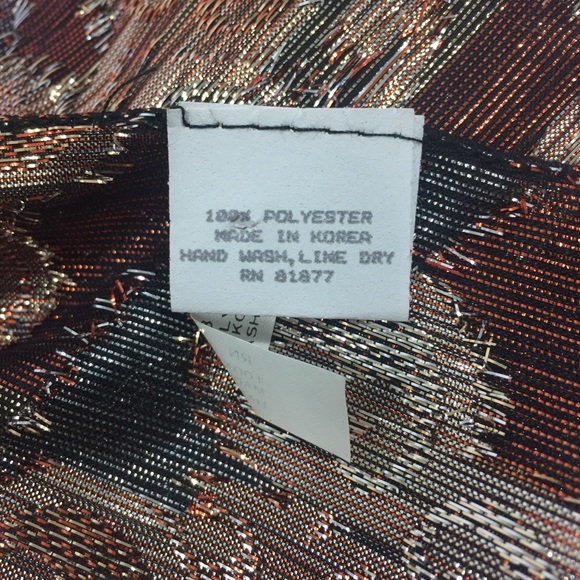 100% POLYESTER
MADE IN KOREA
HAND WASH, LINE DRY
RN 81877